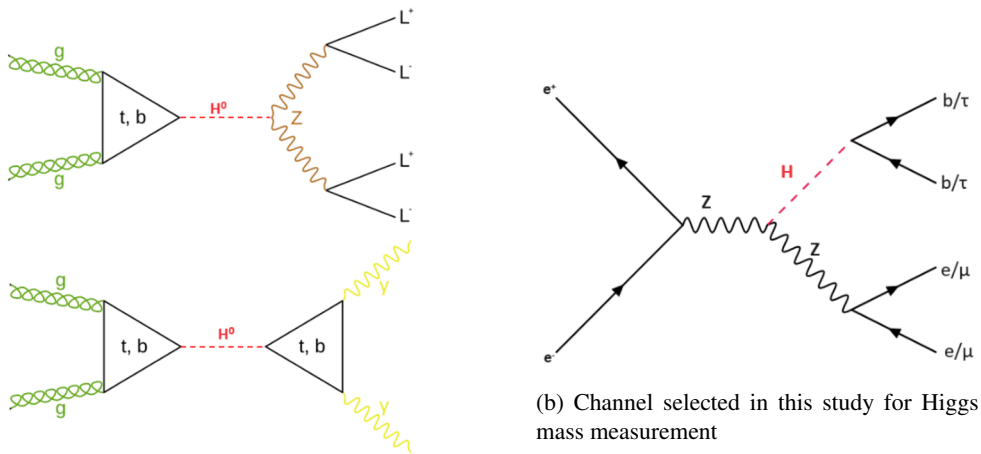 g
t, b
H⁰
Z
g
L⁺
L⁻
L⁺
L⁻
g
t, b
H⁰
t, b
g
γ
γ
e⁺
e⁻
Z
H
Z
b/τ
b/τ
e/μ
e/μ
(b) Channel selected in this study for Higgs
mass measurement